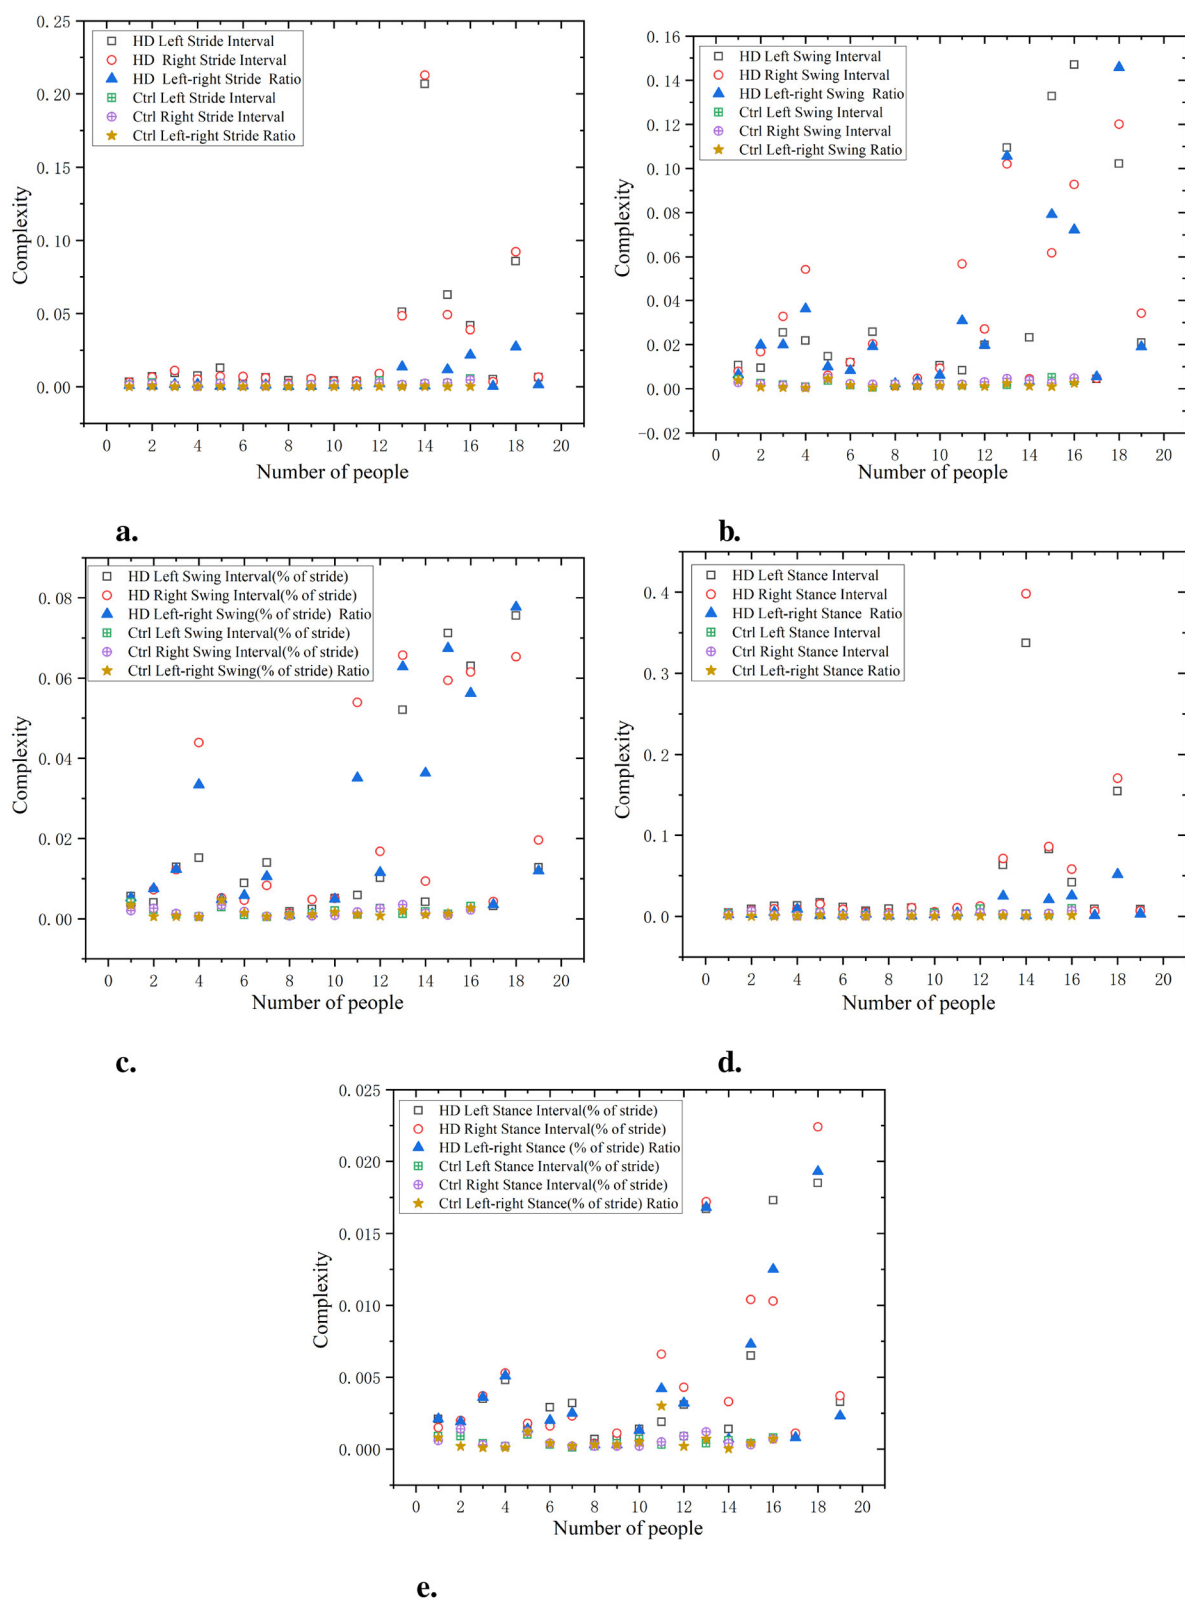 0.25
0.20
0.15
0.10
0.05
0.00
Complexity
HD Left Stride Interval
HD Right Stride Interval
HD Left-right Stride Ratio
Ctrl Left Stride Interval
Ctrl Right Stride Interval
Ctrl Left-right Stride Ratio
0 2 4 6 8 10 12 14 16 18 20
Number of people
a.
0.16
0.14
0.12
0.10
0.08
0.06
0.04
0.02
0.00
-0.02
Complexity
HD Left Swing Interval
HD Right Swing Interval
HD Left-right Swing Ratio
Ctrl Left Swing Interval
Ctrl Right Swing Interval
Ctrl Left-right Swing Ratio
0 2 4 6 8 10 12 14 16 18 20
Number of people
b.
0.08
0.06
0.04
0.02
0.00
Complexity
HD Left Swing Interval(% of stride)
HD Right Swing Interval(% of stride)
HD Left-right Swing(% of stride) Ratio
Ctrl Left Swing Interval(% of stride)
Ctrl Right Swing Interval(% of stride)
Ctrl Left-right Swing(% of stride) Ratio
0 2 4 6 8 10 12 14 16 18 20
Number of people
c.
0.4
0.3
0.2
0.1
0.0
Complexity
HD Left Stance Interval
HD Right Stance Interval
HD Left-right Stance Ratio
Ctrl Left Stance Interval
Ctrl Right Stance Interval
Ctrl Left-right Stance Ratio
0 2 4 6 8 10 12 14 16 18 20
Number of people
d.
0.025
0.020
0.015
0.010
0.005
0.000
Complexity
HD Left Stance Interval(% of stride)
HD Right Stance Interval(% of stride)
HD Left-right Stance (% of stride) Ratio
Ctrl Left Stance Interval(% of stride)
Ctrl Right Stance Interval(% of stride)
Ctrl Left-right Stance(% of stride) Ratio
0 2 4 6 8 10 12 14 16 18 20
Number of people
e.